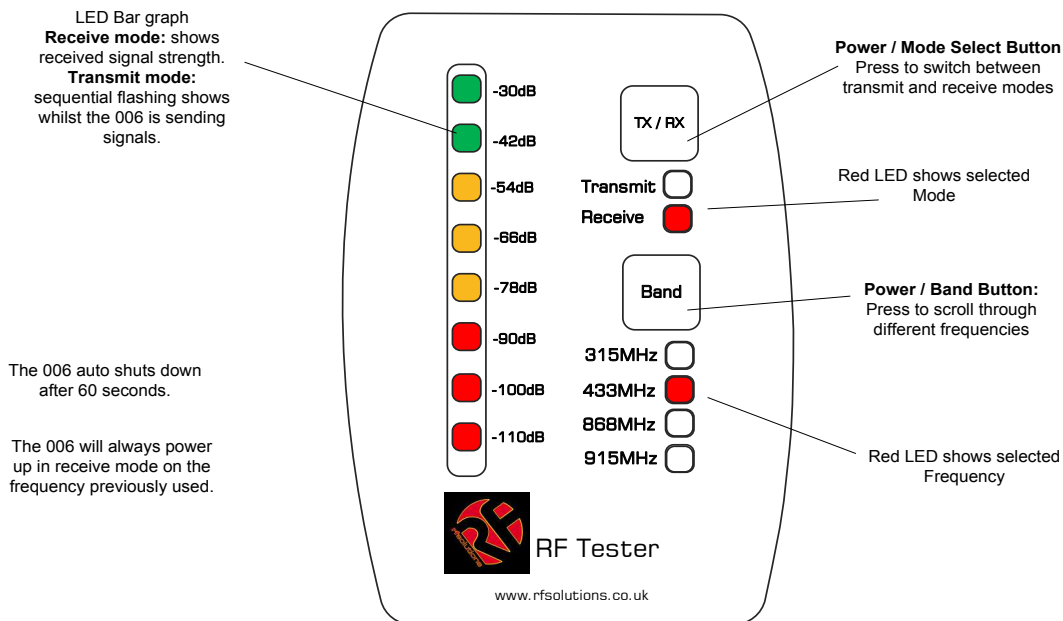 LED Bar graph
Receive mode: shows
received signal strength.
Transmit mode:
sequential flashing shows
whilst the 006 is sending
signals.
The 006 auto shuts down
after 60 seconds.
The 006 will always power
up in receive mode on the
frequency previously used.
-30dB
-42dB
-54dB
-66dB
-78dB
-90dB
-100dB
-110dB
TX / RX
Transmit
Receive
Band
315MHz
433MHz
868MHz
915MHz
RF
rfsolutions
RF Tester
www.rfsolutions.co.uk
Power / Mode Select Button
Press to switch between
transmit and receive modes
Red LED shows selected
Mode
Power / Band Button:
Press to scroll through
different frequencies
Red LED shows selected
Frequency